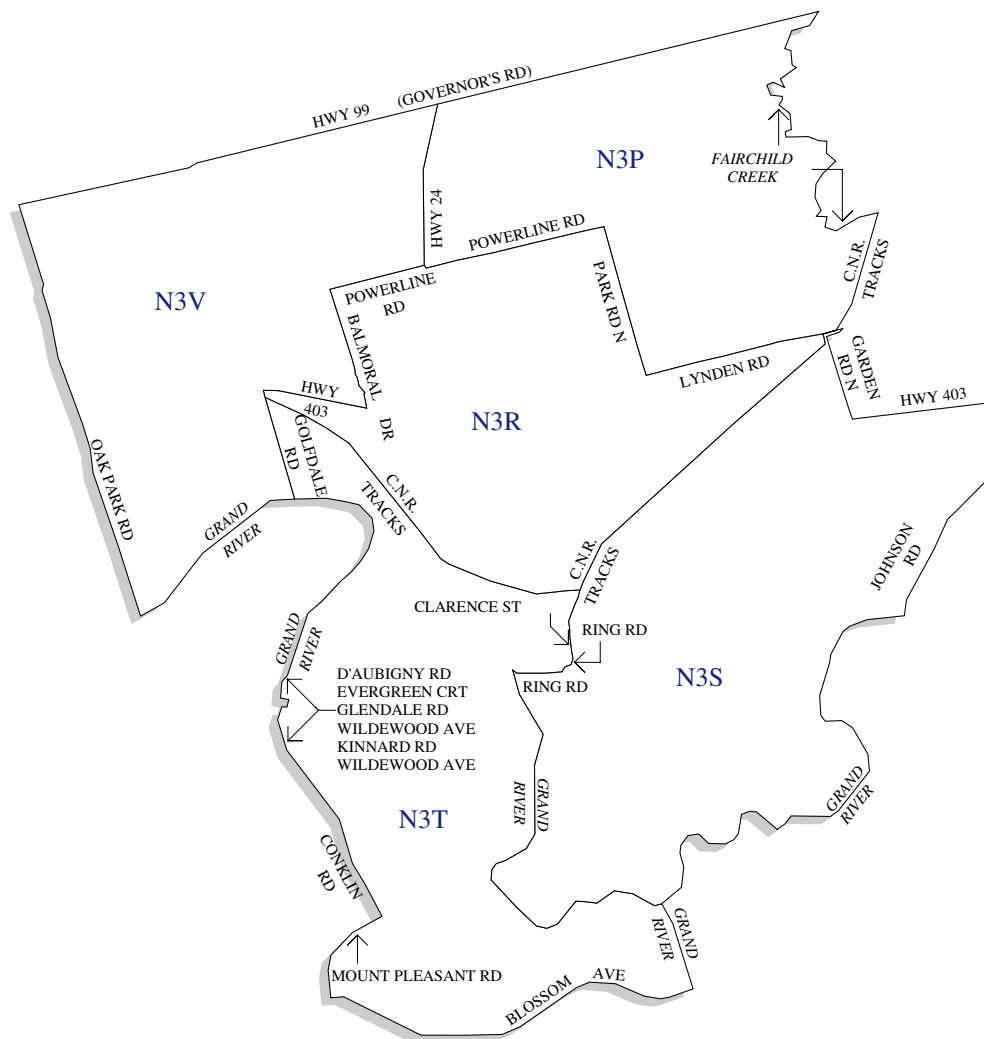 HWY 99 (GOVERNOR'S RD)
N3P
FAIRCHILD
CREEK
HWY 24
POWERLINE RD
C.N.R.
TRACKS
N3V
POWERLINE
RD
PARK RD N
BALMORAL DR
LYNDEN RD
GARDEN
RD N
HWY
403
HWY 403
N3R
GOLFDALE
RD
OAK PARK RD
C.N.R.
TRACKS
GRAND
RIVER
JOHNSON
RD
C.N.R.
TRACKS
CLARENCE ST
RING RD
GRAND
RIVER
D'AUBIGNY RD
EVERGREEN CRT
GLENDALE RD
WILDEWOOD AVE
KINNARD RD
WILDEWOOD AVE
RING RD
N3S
GRAND
RIVER
GRAND
RIVER
N3T
CONKLIN
RD
GRAND
RIVER
MOUNT PLEASANT RD
BLOSSOM AVE